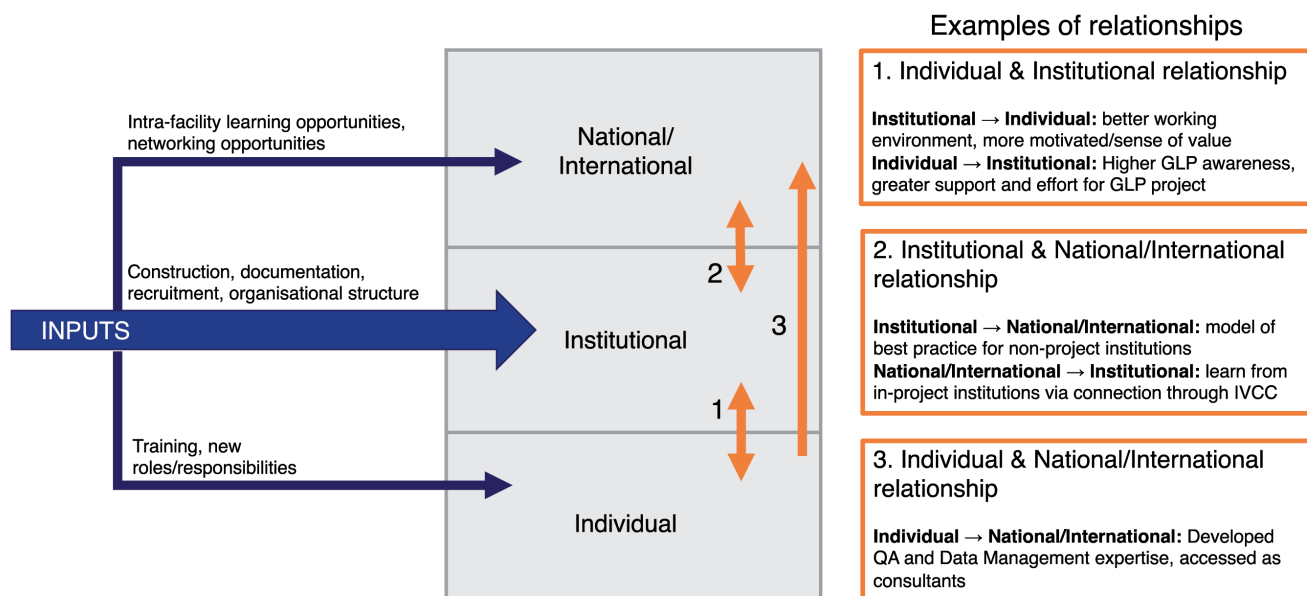 Examples of relationships
Intra-facility learning opportunities,
networking opportunities
Construction, documentation,
recruitment, organisational structure
INPUTS
Training, new
roles/responsibilities
National/
International
Institutional
Individual
2
3
1
1. Individual & Institutional relationship
Institutional → Individual: better working
environment, more motivated/sense of value
Individual → Institutional: Higher GLP awareness,
greater support and effort for GLP project
2. Institutional & National/International
relationship
Institutional → National/International: model of
best practice for non-project institutions
National/International → Institutional: learn from
in-project institutions via connection through IVCC
3. Individual & National/International
relationship
Individual → National/International: Developed
QA and Data Management expertise, accessed as
consultants